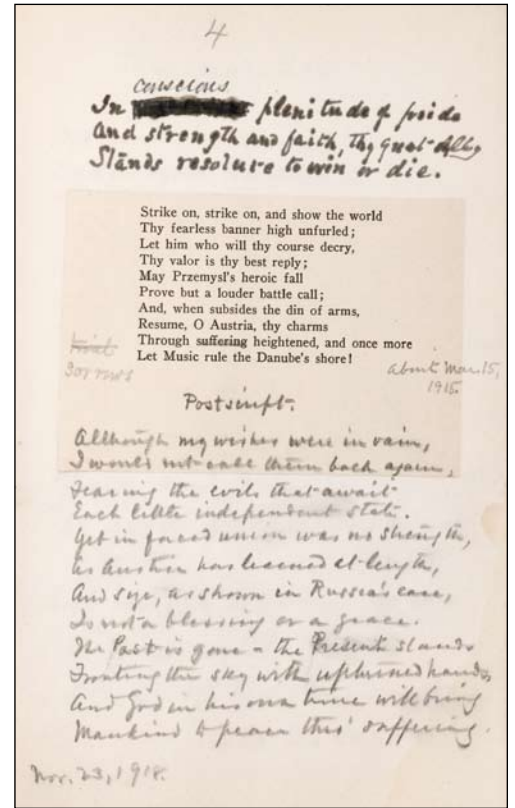 4
conscious
In plenitude of pride
And strength and faith, thy great Ally
Stands resolute to win or die.
Strike on, strike on, and show the world
Thy fearless banner high unfurled;
Let him who will thy course decry,
Thy valor is thy best reply;
May Przemysl's heroic fall
Prove but a louder battle call;
And, when subsides the din of arms,
Resume, O Austria, thy charms
Through suffering heightened, and once more
Let Music rule the Danube's shore!
sorrows
About Mar. 15,
1915.
Postscript.
Although my wishes were in vain,
I would not call them back again,
Fearing the evils that await
Each little independent state.
Yet in forced union was no strength,
As Austria has learned at length,
And size, as shown in Russia's case,
Is not a blessing or a grace.
The Past is gone - the Present stands
Fronting the sky with upturned hands,
And God in his own time will bring
Mankind to peace thro' suffering.
Nov. 23, 1918.